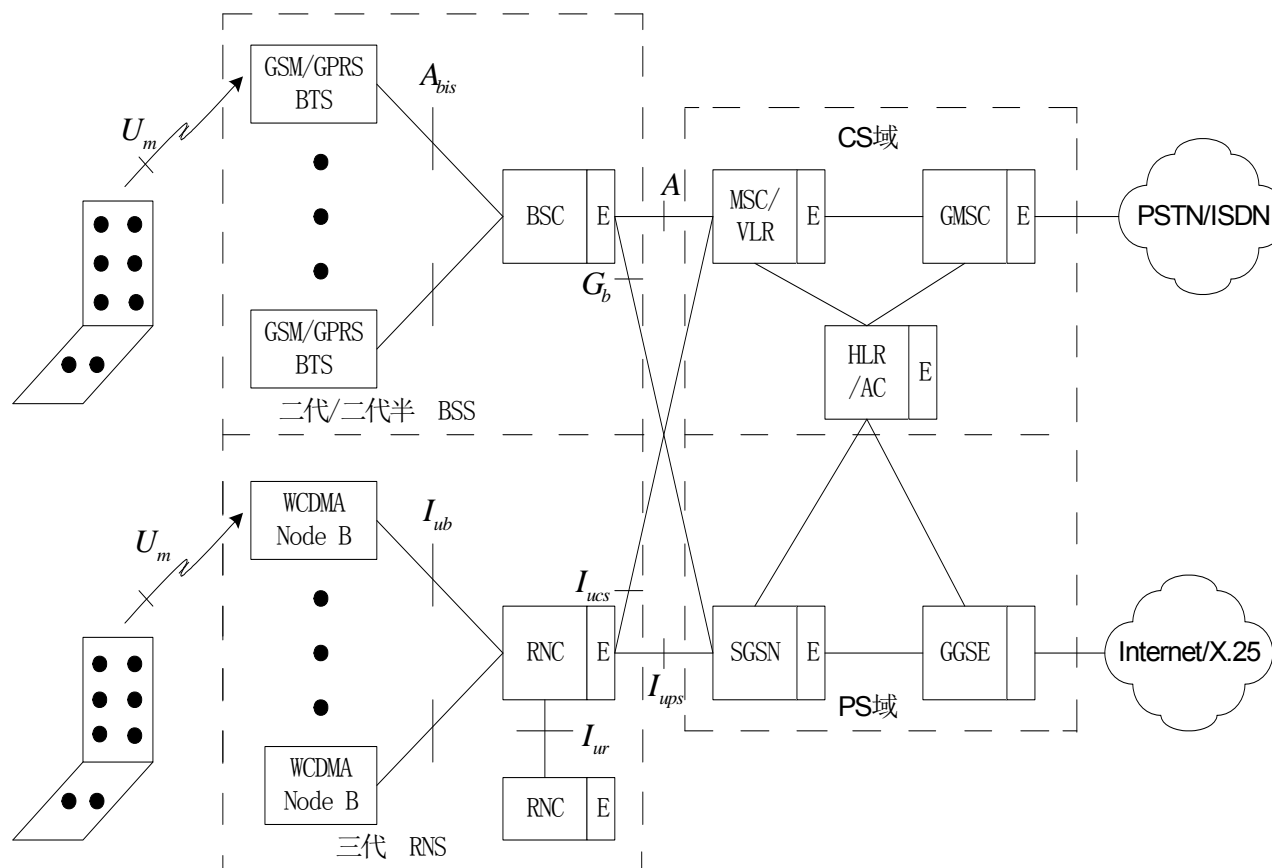 GSM/GPRS
BTS
A_bis
U_m
CS域
BSC
E
A
MSC/
VLR
E
GMSC
E
PSTN/ISDN
G_b
GSM/GPRS
BTS
HLR
/AC
E
二代/二代半 BSS
WCDMA
Node B
I_ub
U_m
I_ucs
RNC
E
SGSN
E
GGSE
Internet/X.25
I_ups
PS域
I_ur
WCDMA
Node B
RNC
E
三代 RNS